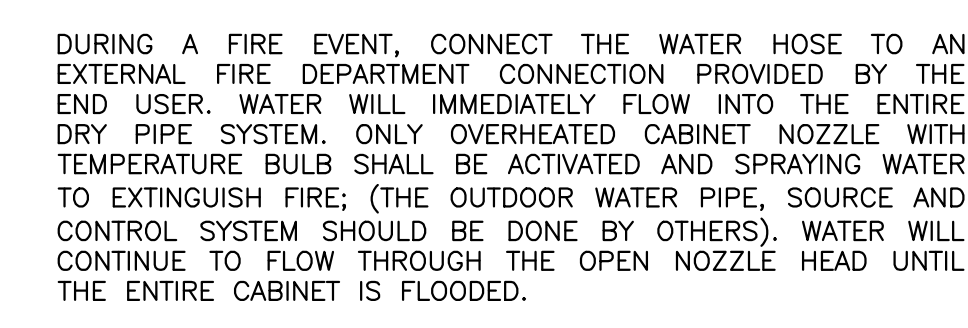 DURING A FIRE EVENT, CONNECT THE WATER HOSE TO AN
EXTERNAL FIRE DEPARTMENT CONNECTION PROVIDED BY THE
END USER. WATER WILL IMMEDIATELY FLOW INTO THE ENTIRE
DRY PIPE SYSTEM. ONLY OVERHEATED CABINET NOZZLE WITH
TEMPERATURE BULB SHALL BE ACTIVATED AND SPRAYING WATER
TO EXTINGUISH FIRE; (THE OUTDOOR WATER PIPE, SOURCE AND
CONTROL SYSTEM SHOULD BE DONE BY OTHERS). WATER WILL
CONTINUE TO FLOW THROUGH THE OPEN NOZZLE HEAD UNTIL
THE ENTIRE CABINET IS FLOODED.